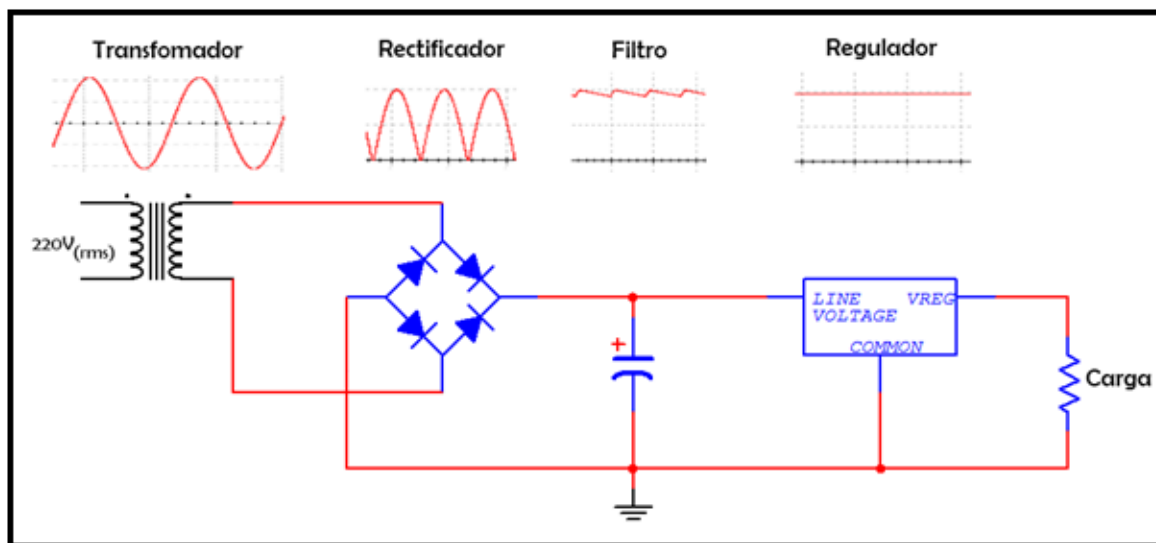 Transfomador
Rectificador
Filtro
Regulador
220V(rms)
LINE VREG
VOLTAGE
COMMON
+
Carga